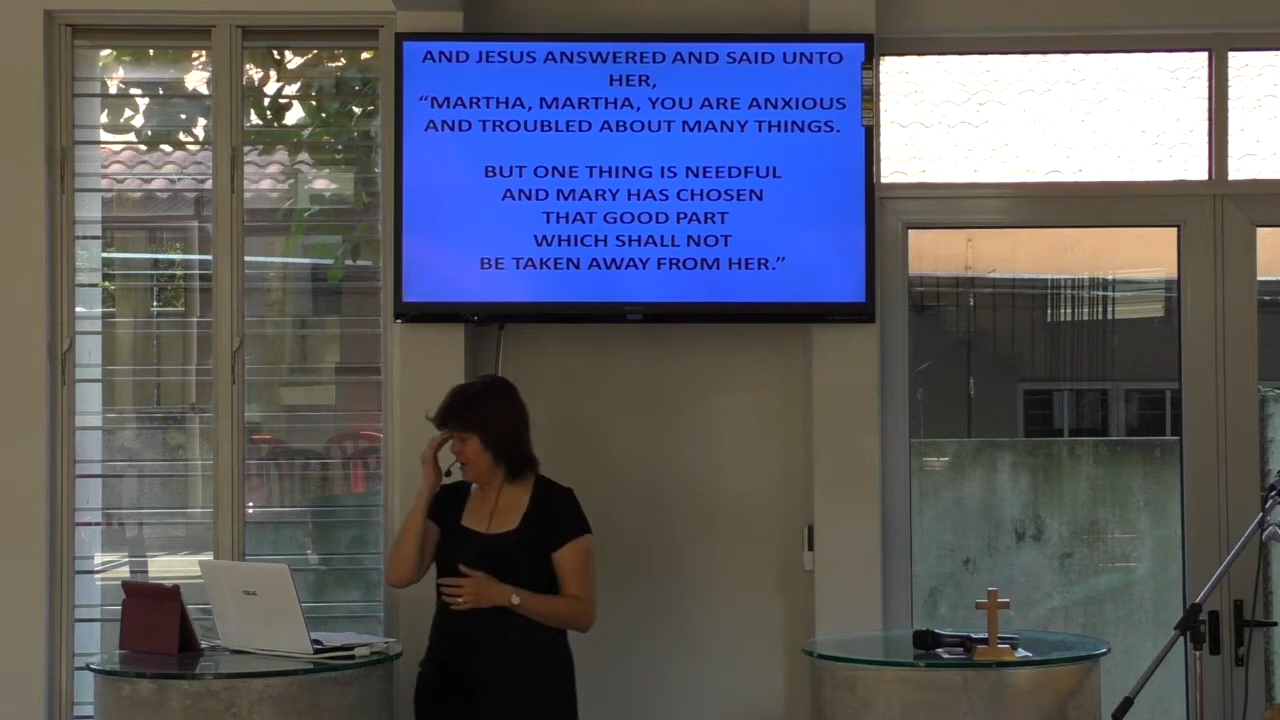 AND JESUS ANSWERED AND SAID UNTO
HER,
“MARTHA, MARTHA, YOU ARE ANXIOUS
AND TROUBLED ABOUT MANY THINGS.
BUT ONE THING IS NEEDFUL
AND MARY HAS CHOSEN
THAT GOOD PART
WHICH SHALL NOT
BE TAKEN AWAY FROM HER.”
ASUS